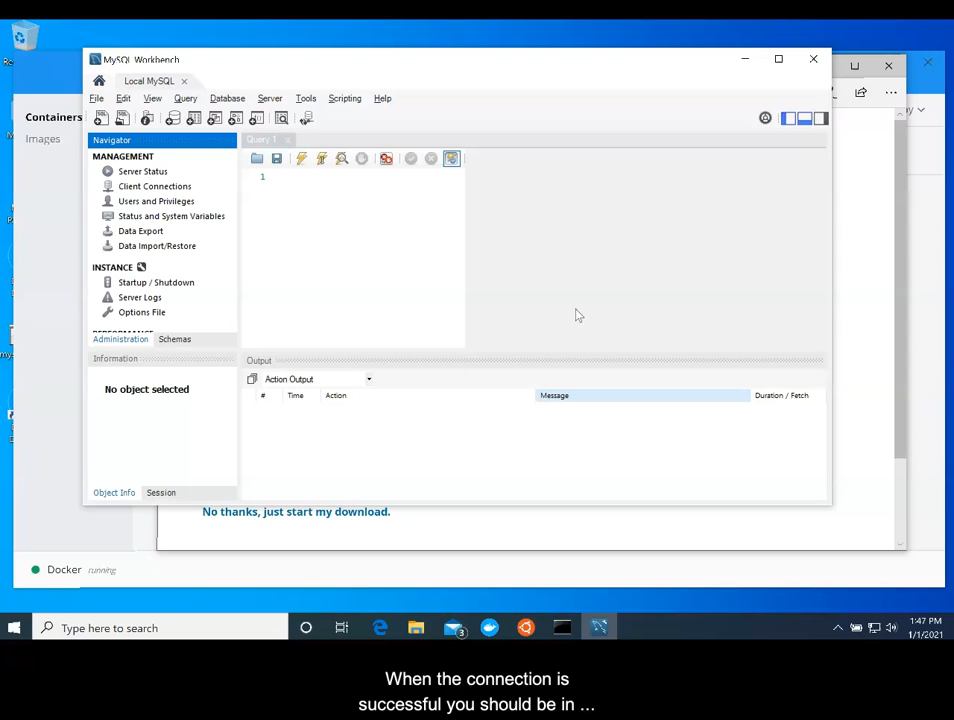 MySQL Workbench
Local MySQL
File Edit View Query Database Server Tools Scripting Help
Containers
Images
Navigator
Query 1
MANAGEMENT
Server Status
Client Connections
Users and Privileges
Status and System Variables
Data Export
Data Import/Restore
INSTANCE
Startup / Shutdown
Server Logs
Options File
PERFORMANCE
Administration Schemas
1
Information
No object selected
Object Info Session
Output
Action Output
# Time Action Message Duration / Fetch
No thanks, just start my download.
Docker running
Type here to search
3
1:47 PM
1/1/2021
When the connection is
successful you should be in ...